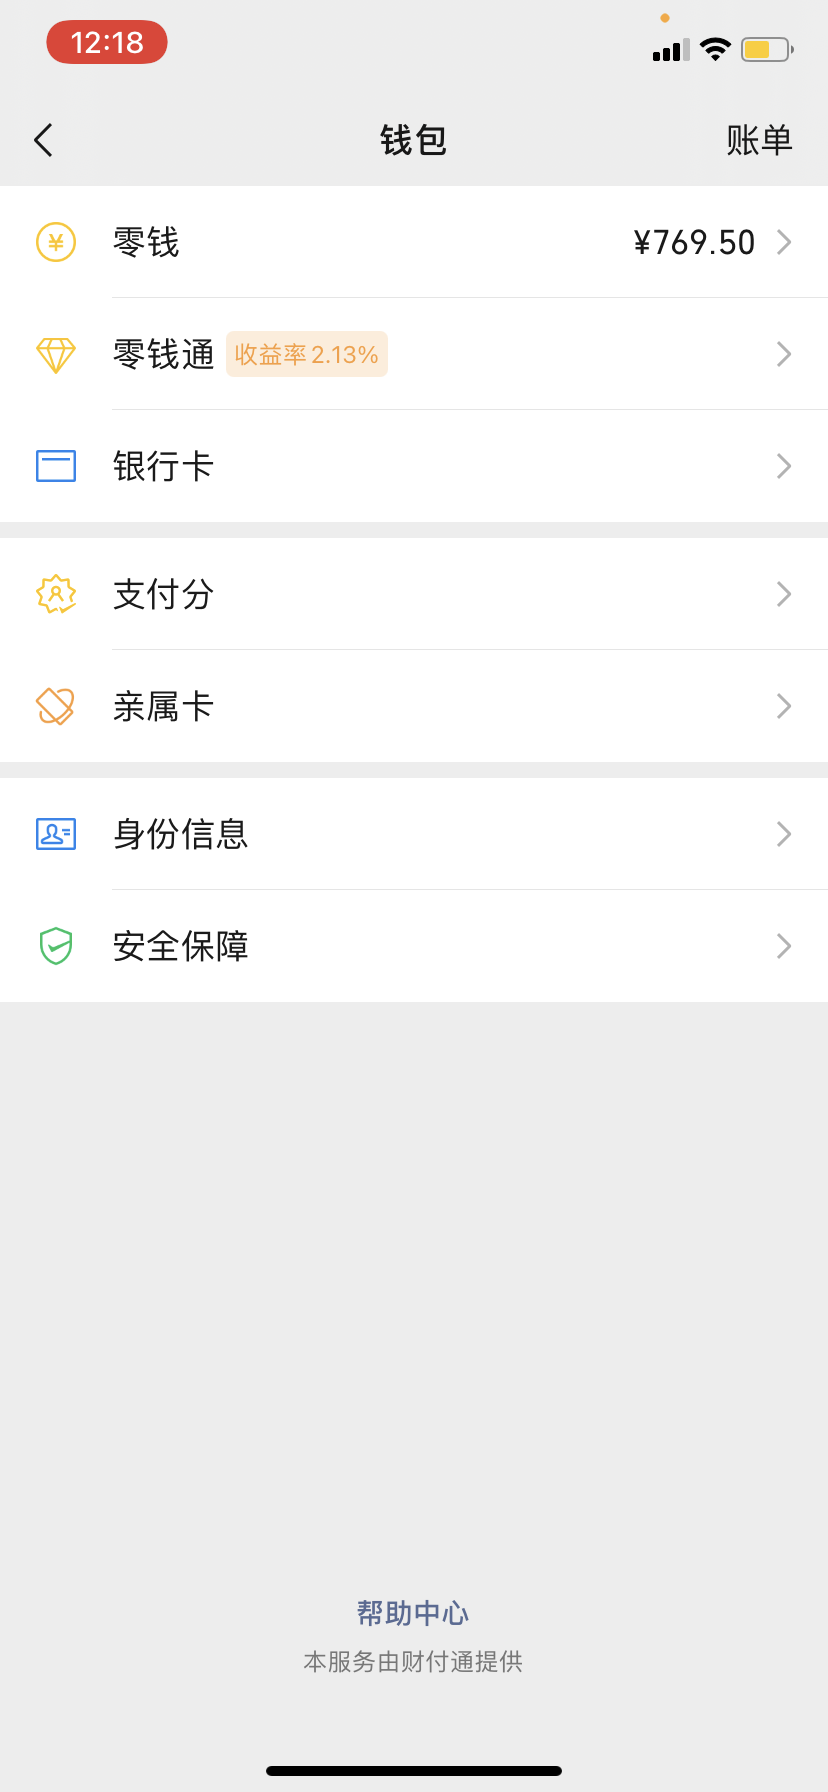 12:18
钱包 账单
零钱 ¥769.50
零钱通 收益率2.13%
银行卡
支付分
亲属卡
身份信息
安全保障
帮助中心
本服务由财付通提供